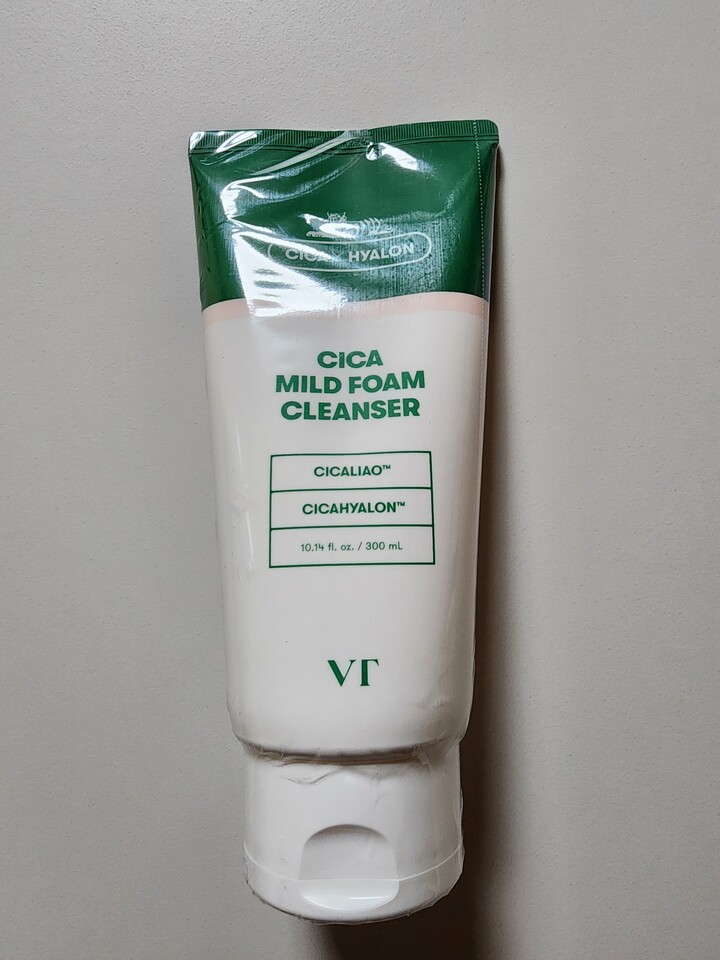 CICA × HYALON
CiCA
MILD FOAM
CLEANSER
CICALIAO™
CICAHYALON™
10.14 fl. oz. / 300 mL
VT